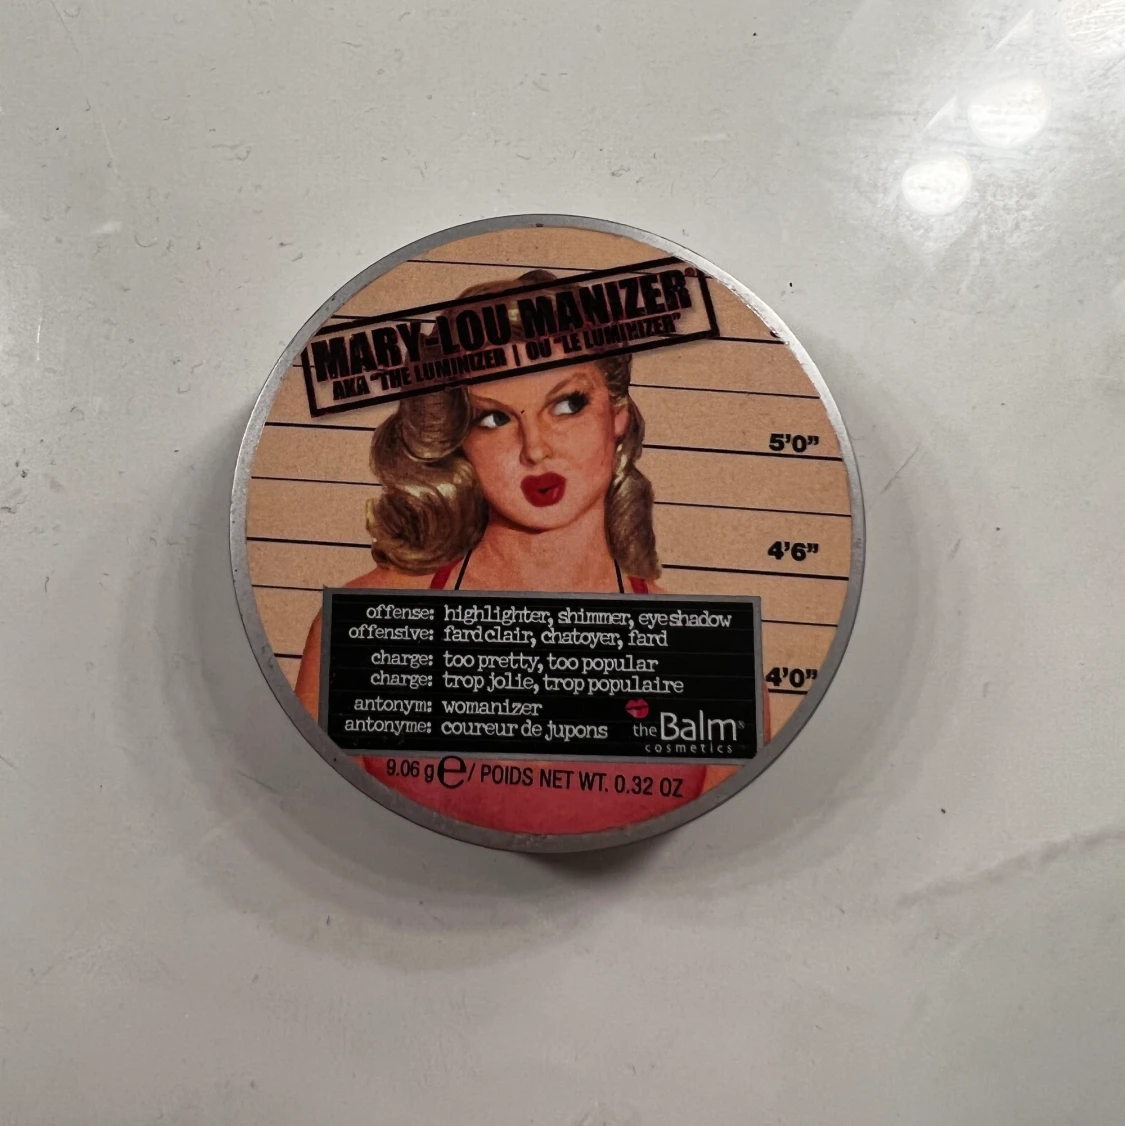 MARY-LOU MANIZER®
AKA "THE LUMINIZER | OU "LE LUMINIZER"
5'0"
4'6"
4'0"
offense: highlighter, shimmer, eyeshadow
offensive: fard clair, chatoyer, fard
charge: too pretty, too popular
charge: trop jolie, trop populaire
antonym: womanizer
antonyme: coureur de jupons
theBalm®
cosmetics
9.06 g e / POIDS NET WT. 0.32 OZ